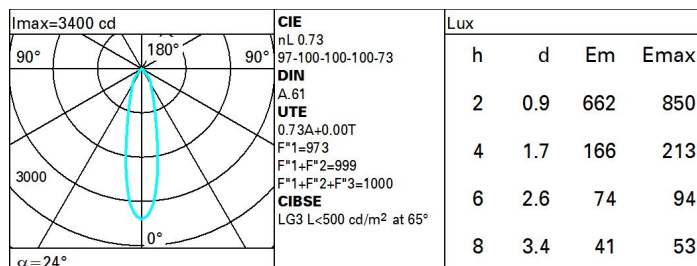 Imax=3400 cd
90° 180° 90°
3000
0°
α=24°
CIE
nL 0.73
97-100-100-100-73
DIN
A.61
UTE
0.73A+0.00T
F"1=973
F"1+F"2=999
F"1+F"2+F"3=1000
CIBSE
LG3 L<500 cd/m² at 65°
Lux
h d Em Emax
2 0.9 662 850
4 1.7 166 213
6 2.6 74 94
8 3.4 41 53